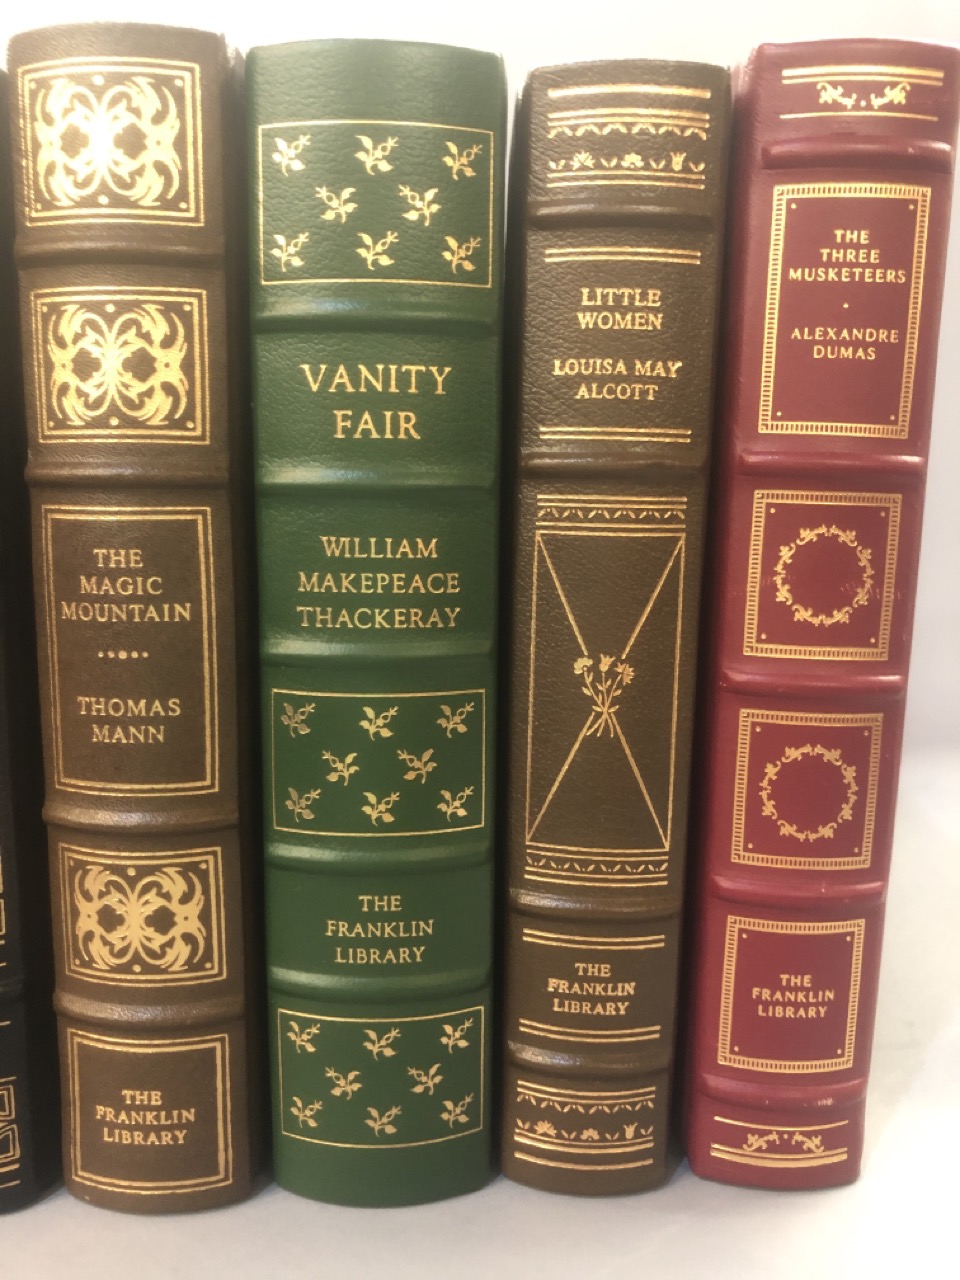 THE
MAGIC
MOUNTAIN
THOMAS
MANN
THE
FRANKLIN
LIBRARY
VANITY
FAIR
WILLIAM
MAKEPEACE
THACKERAY
THE
FRANKLIN
LIBRARY
LITTLE
WOMEN
LOUISA MAY
ALCOTT
THE
FRANKLIN
LIBRARY
THE
THREE
MUSKETEERS
ALEXANDRE
DUMAS
THE
FRANKLIN
LIBRARY